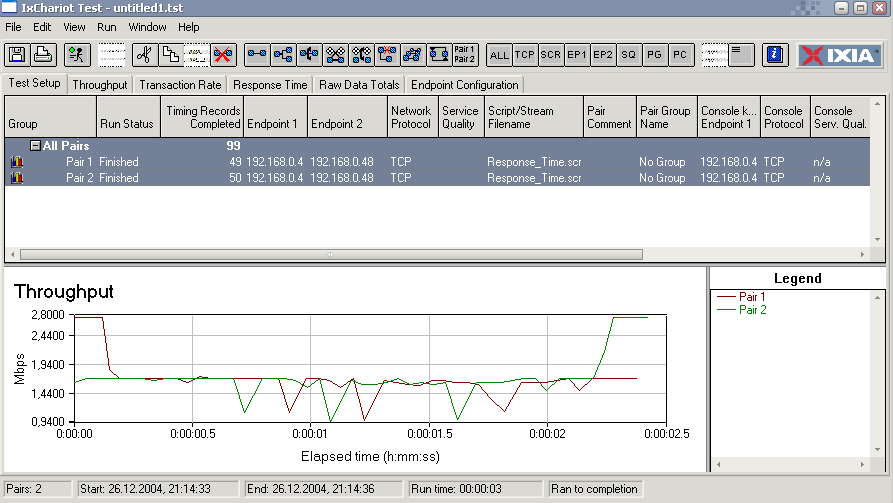 IxChariot Test - untitled1.tst
File Edit View Run Window Help
Pair 1 Pair 2 ALL TCP SCR EP1 EP2 SQ PG PC IXIA
Test Setup Throughput Transaction Rate Response Time Raw Data Totals Endpoint Configuration
Timing Records Network Service Script/Stream Pair Pair Group Console k... Console Console
Group Run Status Completed Endpoint 1 Endpoint 2 Protocol Quality Filename Comment Name Endpoint 1 Protocol Serv. Qual.
All Pairs 99
Pair 1 Finished 49 192.168.0.4 192.168.0.48 TCP Response_Time.scr No Group 192.168.0.4 TCP n/a
Pair 2 Finished 50 192.168.0.4 192.168.0.48 TCP Response_Time.scr No Group 192.168.0.4 TCP n/a
Throughput
Legend
Pair 1
Pair 2
2,8000
2,4400
1,9400
1,4400
0,9400
Mbps
0:00:00 0:00:00.5 0:00:01 0:00:01.5 0:00:02 0:00:02.5
Elapsed time (h:mm:ss)
Pairs: 2 Start: 26.12.2004, 21:14:33 End: 26.12.2004, 21:14:36 Run time: 00:00:03 Ran to completion